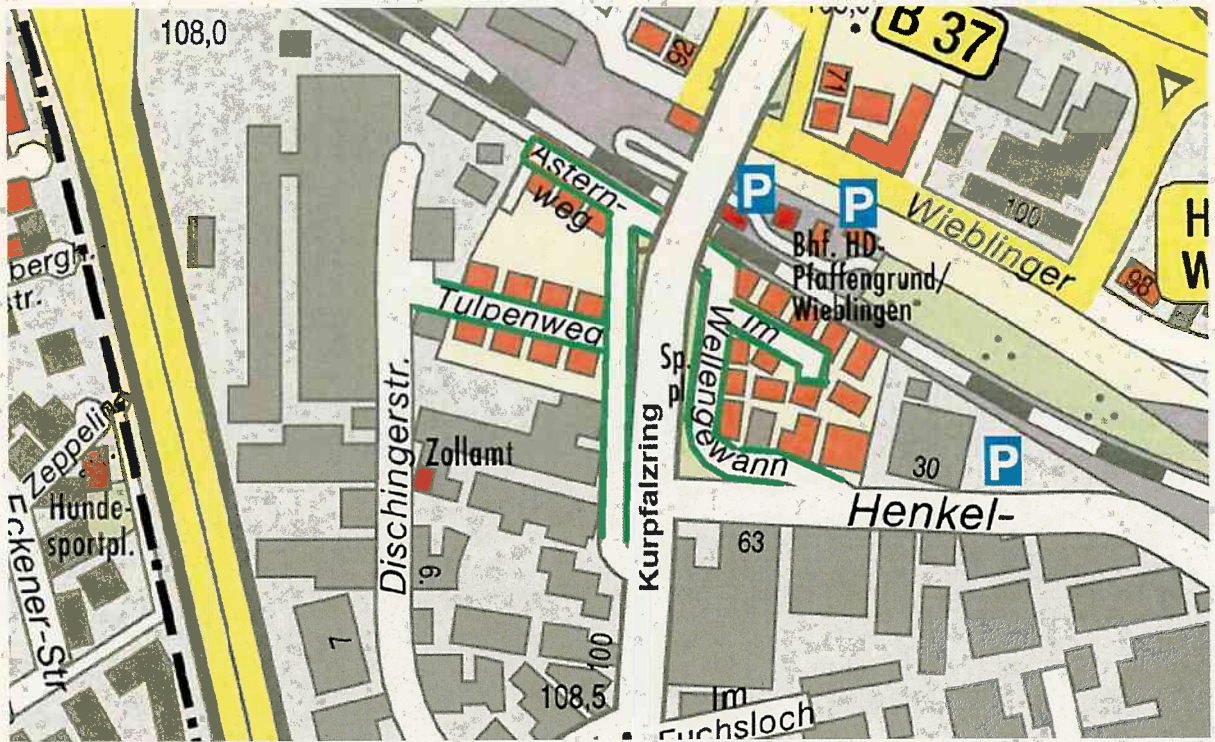 108,0
B 37
92
71
Astern-
weg
P
P
Wieblinger
100
H
W
98
bergh.
str.
Bhf. HD-
Pfaffengrund/
Wieblingen
Tulpenweg
Im
Wellengewann
Sp.
pl
Dischingerstr.
Kurpfalzring
Zeppelin
Zollamt
30
P
Hunde-
sportpl.
Eckener-Str
Henkel-
63
6.
7
100
108,5
Im
Fuchsloch